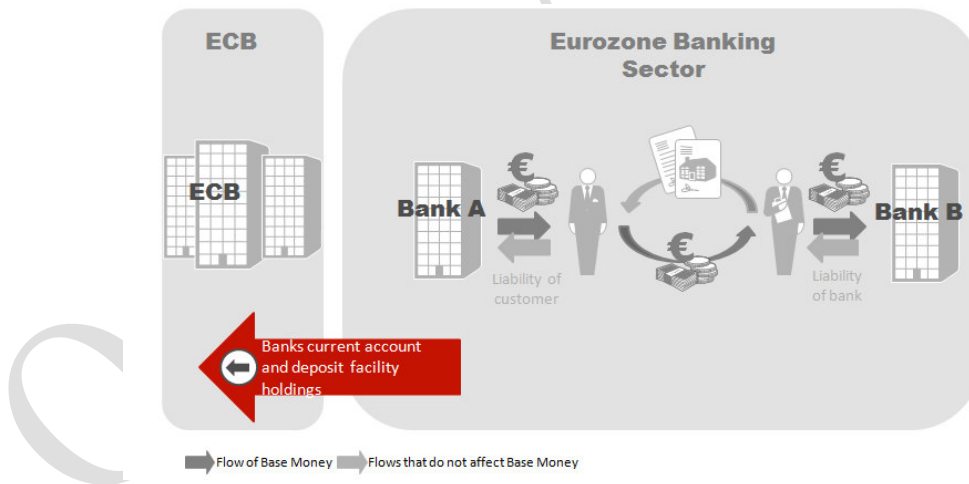 ECB
Eurozone Banking
Sector
ECB
Bank A
€
€
€
Bank B
Liability of
customer
Liability
of bank
Banks current account
and deposit facility
holdings
Flow of Base Money
Flows that do not affect Base Money